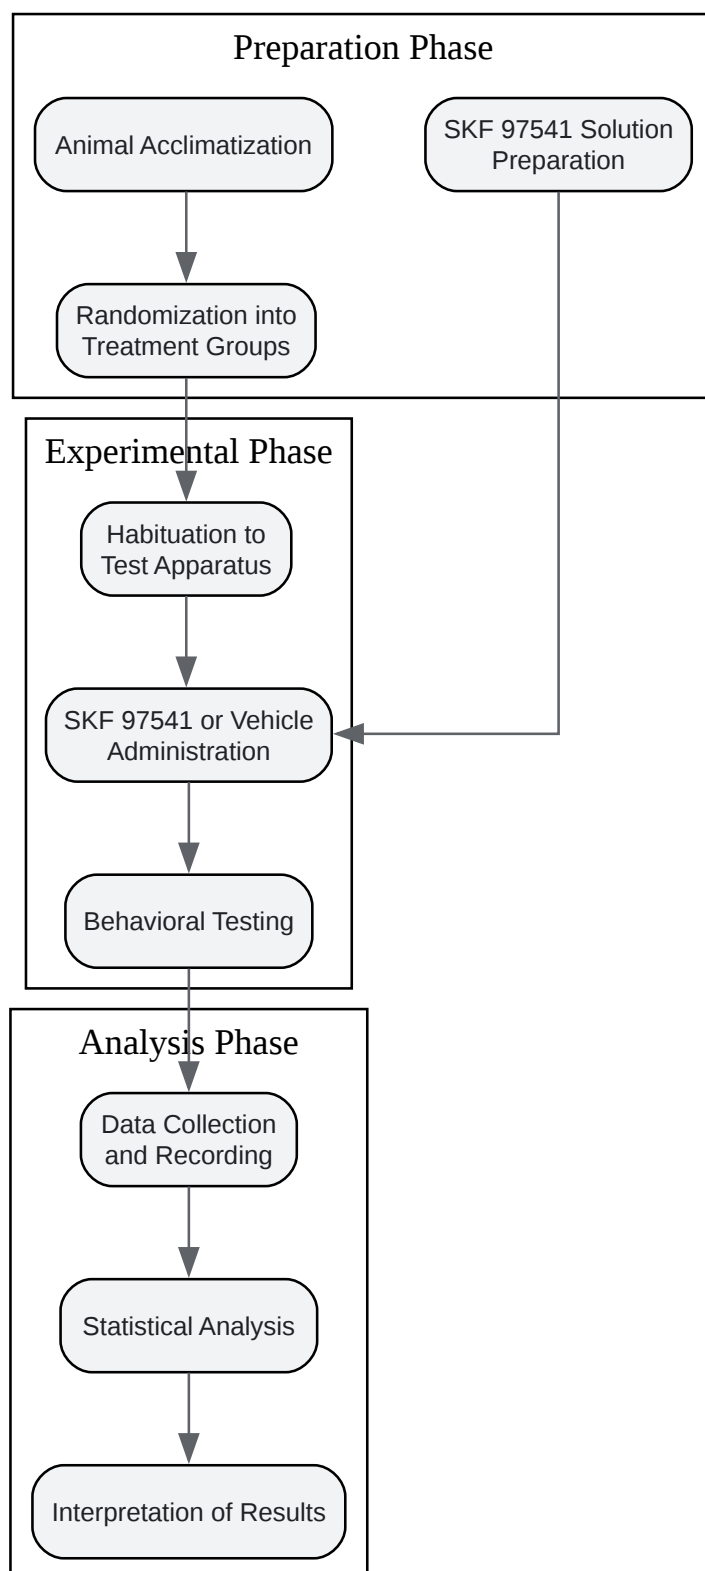 Preparation Phase
Animal Acclimatization
SKF 97541 Solution
Preparation
Randomization into
Treatment Groups
Experimental Phase
Habituation to
Test Apparatus
SKF 97541 or Vehicle
Administration
Behavioral Testing
Analysis Phase
Data Collection
and Recording
Statistical Analysis
Interpretation of Results